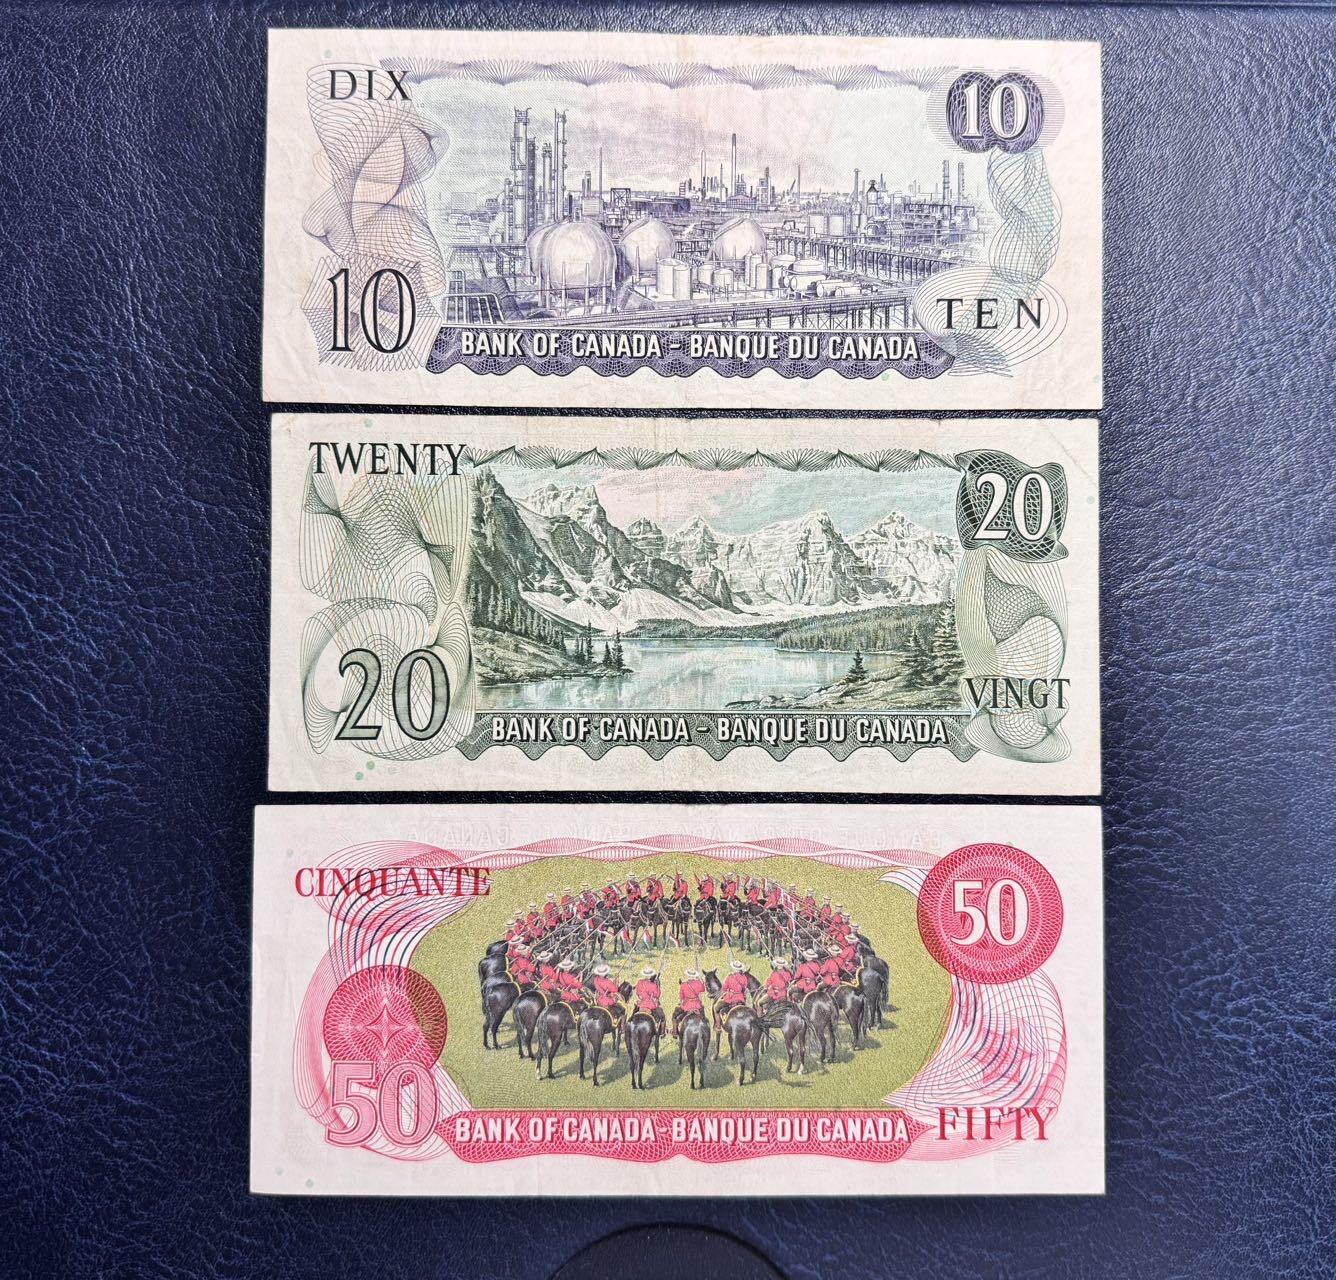 DIX
10
10
TEN
BANK OF CANADA - BANQUE DU CANADA
TWENTY
20
20
VINGT
BANK OF CANADA - BANQUE DU CANADA
CINQUANTE
50
50
FIFTY
BANK OF CANADA - BANQUE DU CANADA